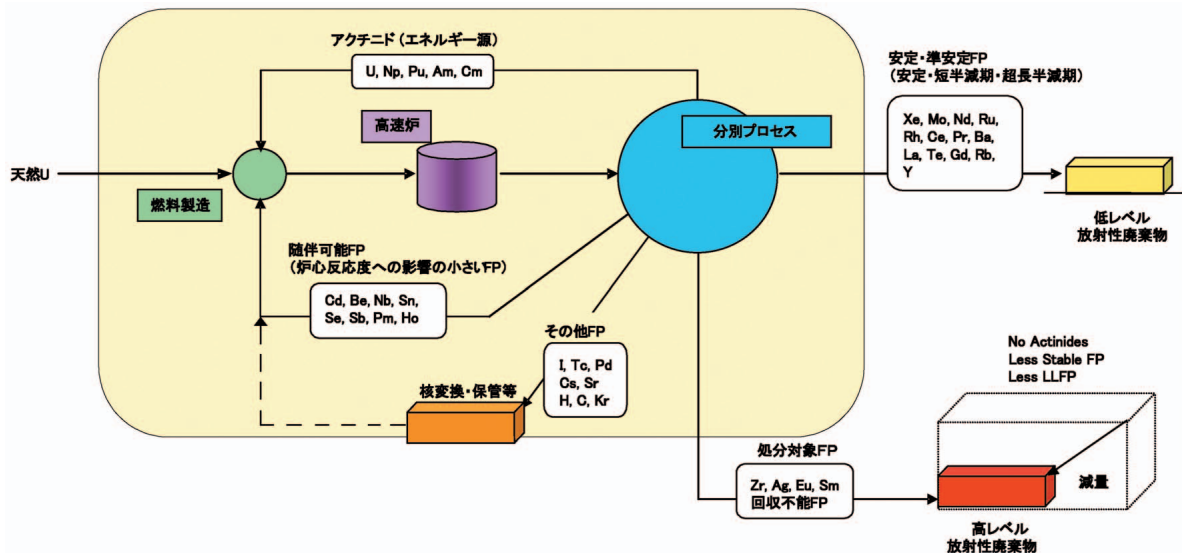 アクチニド（エネルギー源）
U, Np, Pu, Am, Cm
安定・準安定FP
（安定・短半減期・超長半減期）
Xe, Mo, Nd, Ru,
Rh, Ce, Pr, Ba,
La, Te, Gd, Rb,
Y
高速炉
分別プロセス
天然U
燃料製造
低レベル
放射性廃棄物
随伴可能FP
（炉心反応度への影響の小さいFP）
Cd, Be, Nb, Sn,
Se, Sb, Pm, Ho
その他FP
I, Tc, Pd
Cs, Sr
H, C, Kr
核変換・保管等
No Actinides
Less Stable FP
Less LLFP
処分対象FP
Zr, Ag, Eu, Sm
回収不能FP
減量
高レベル
放射性廃棄物